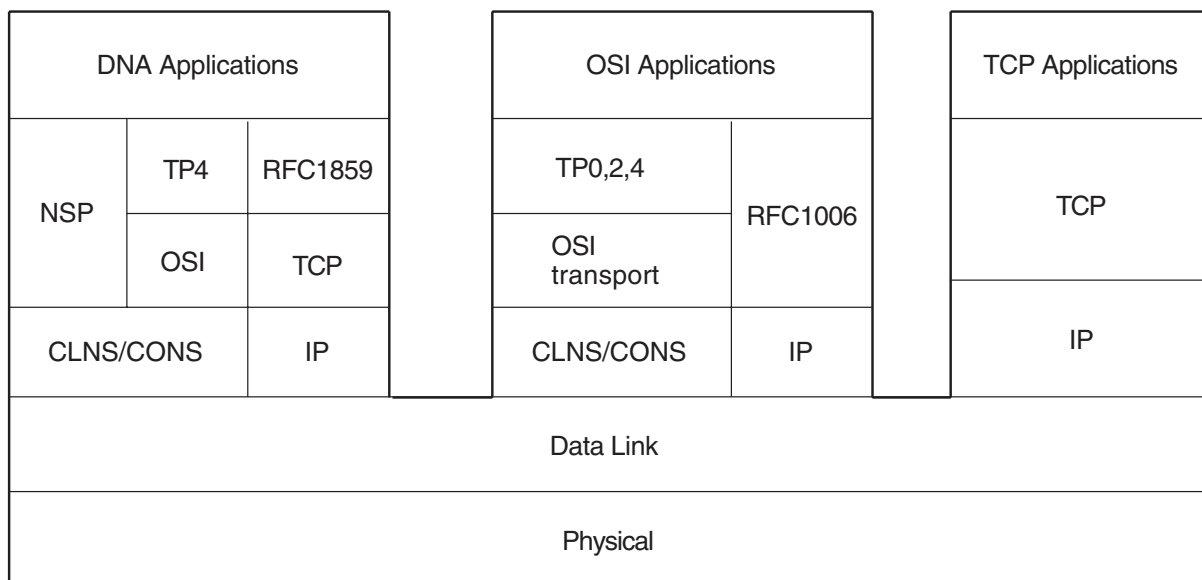 DNA Applications
OSI Applications
TCP Applications
NSP
TP4
RFC1859
OSI
TCP
CLNS/CONS
IP
TP0,2,4
RFC1006
OSI
transport
CLNS/CONS
IP
TCP
IP
Data Link
Physical